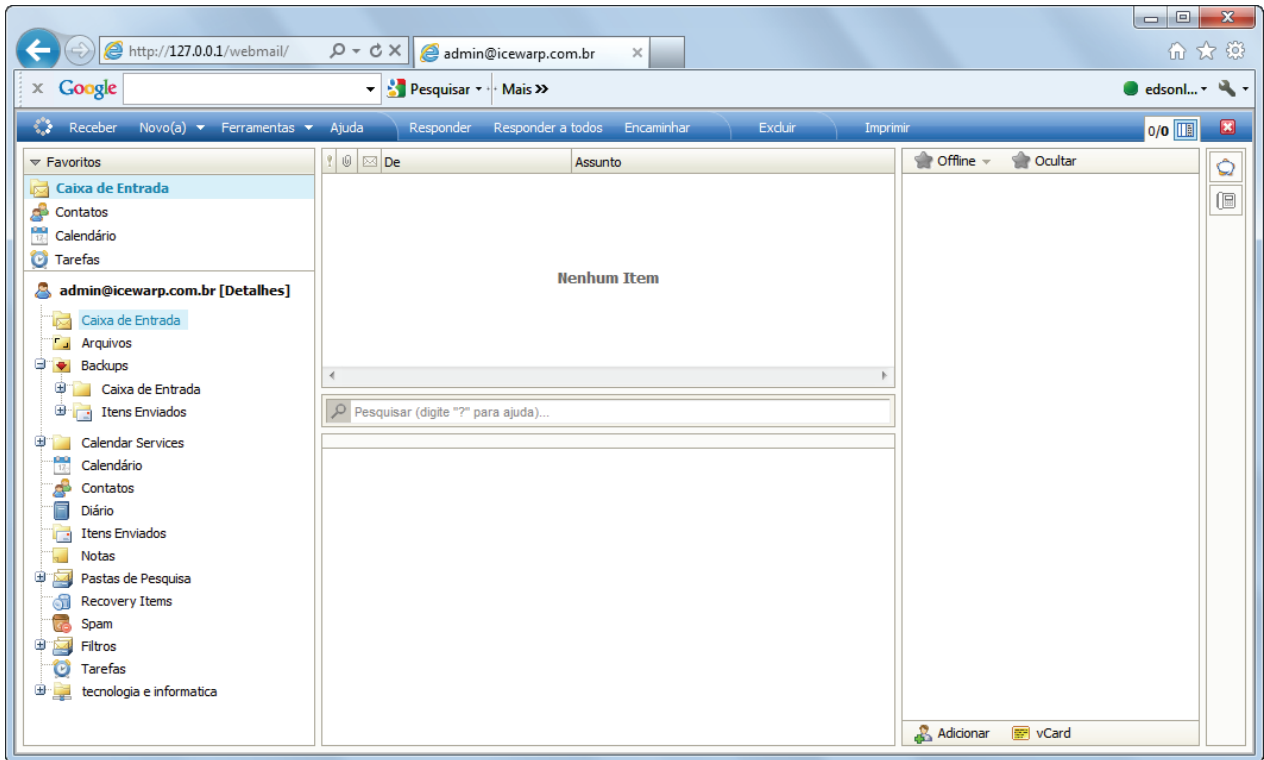 http://127.0.0.1/webmail/ admin@icewarp.com.br
Google Pesquisar Mais >> edsonl...
Receber Novo(a) Ferramentas Ajuda Responder Responder a todos Encaminhar Excluir Imprimir 0/0
Favoritos
Caixa de Entrada
Contatos
Calendário
Tarefas
admin@icewarp.com.br [Detalhes]
Caixa de Entrada
Arquivos
Backups
Caixa de Entrada
Itens Enviados
Calendar Services
Calendário
Contatos
Diário
Itens Enviados
Notas
Pastas de Pesquisa
Recovery Items
Spam
Filtros
Tarefas
tecnologia e informatica
De Assunto
Nenhum Item
Pesquisar (digite "?" para ajuda)...
Offline Ocultar
Adicionar vCard